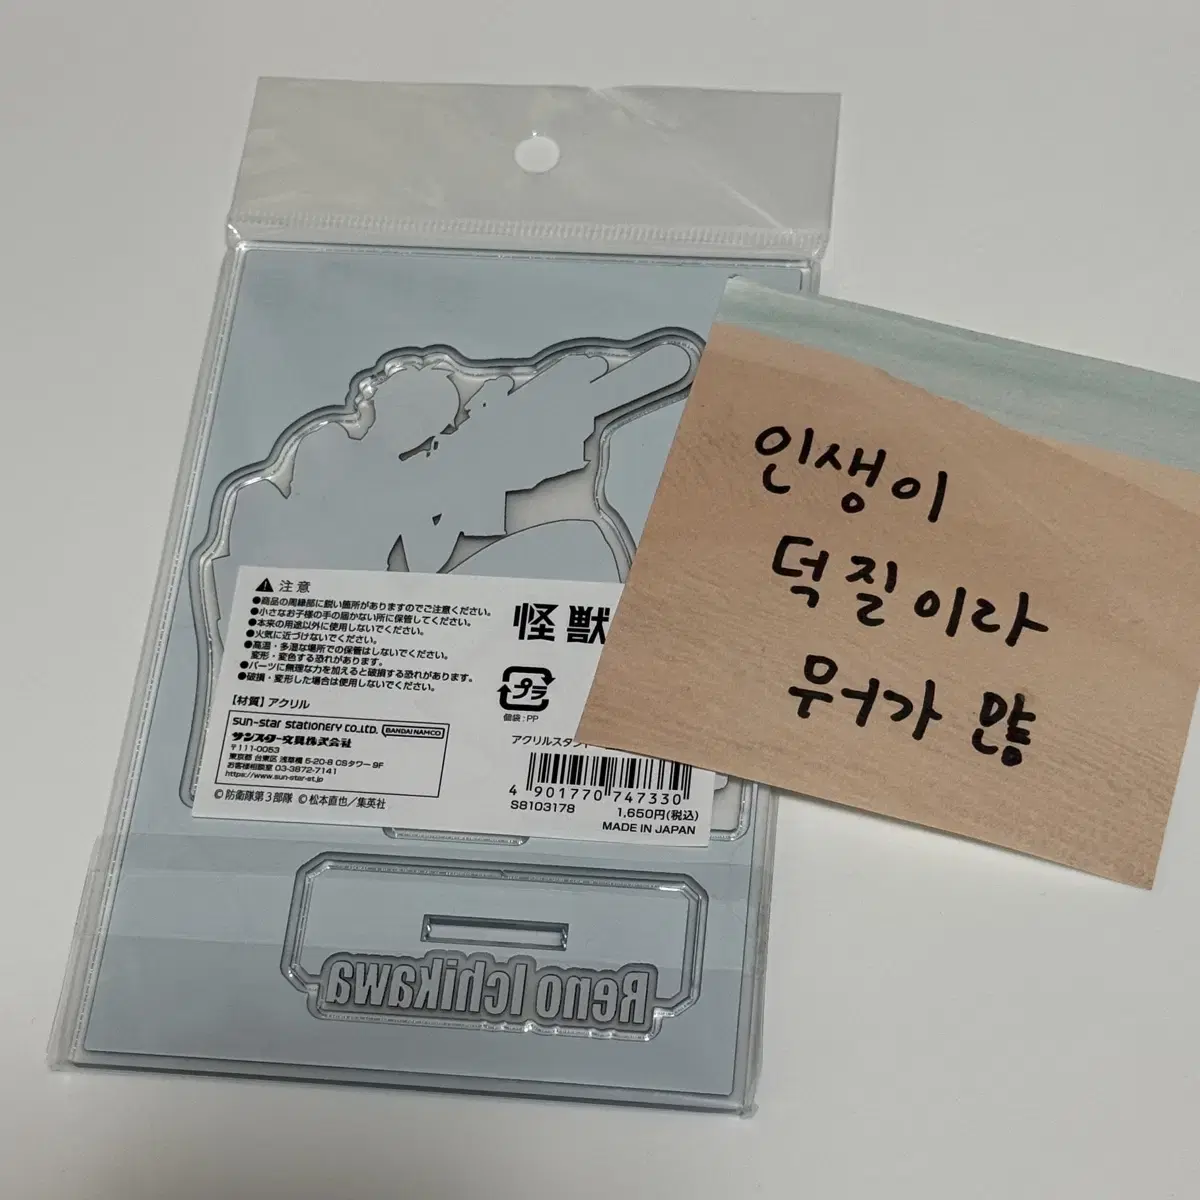 注意
●商品の周縁部に鋭い箇所がありますのでご注意ください。
●小さなお子様の手の届かない所に保管してください。
●本来の用途以外に使用しないでください。
●火気に近づけないでください。
●高温・多湿な場所での保管はしないでください。
変形・変色する恐れがあります。
●パーツに無理な力を加えると破損する恐れがあります。
●破損・変形した場合は使用しないでください。
【材質】アクリル
sun-star stationery co.,ltd. BANDAI NAMCO
サンスター文具株式会社
〒111-0053
東京都 台東区 浅草橋 5-20-8 CSタワー 9F
お客様相談室 03-3872-7141
https://www.sun-star-st.jp
©防衛隊第3部隊 ©松本直也／集英社
怪獣
プラ
個袋:PP
アクリルスタンド
4 901770 747330
S8103178
1,650円(税込)
MADE IN JAPAN
Reno Ichikawa
인생이
덕질이라
무어가 많